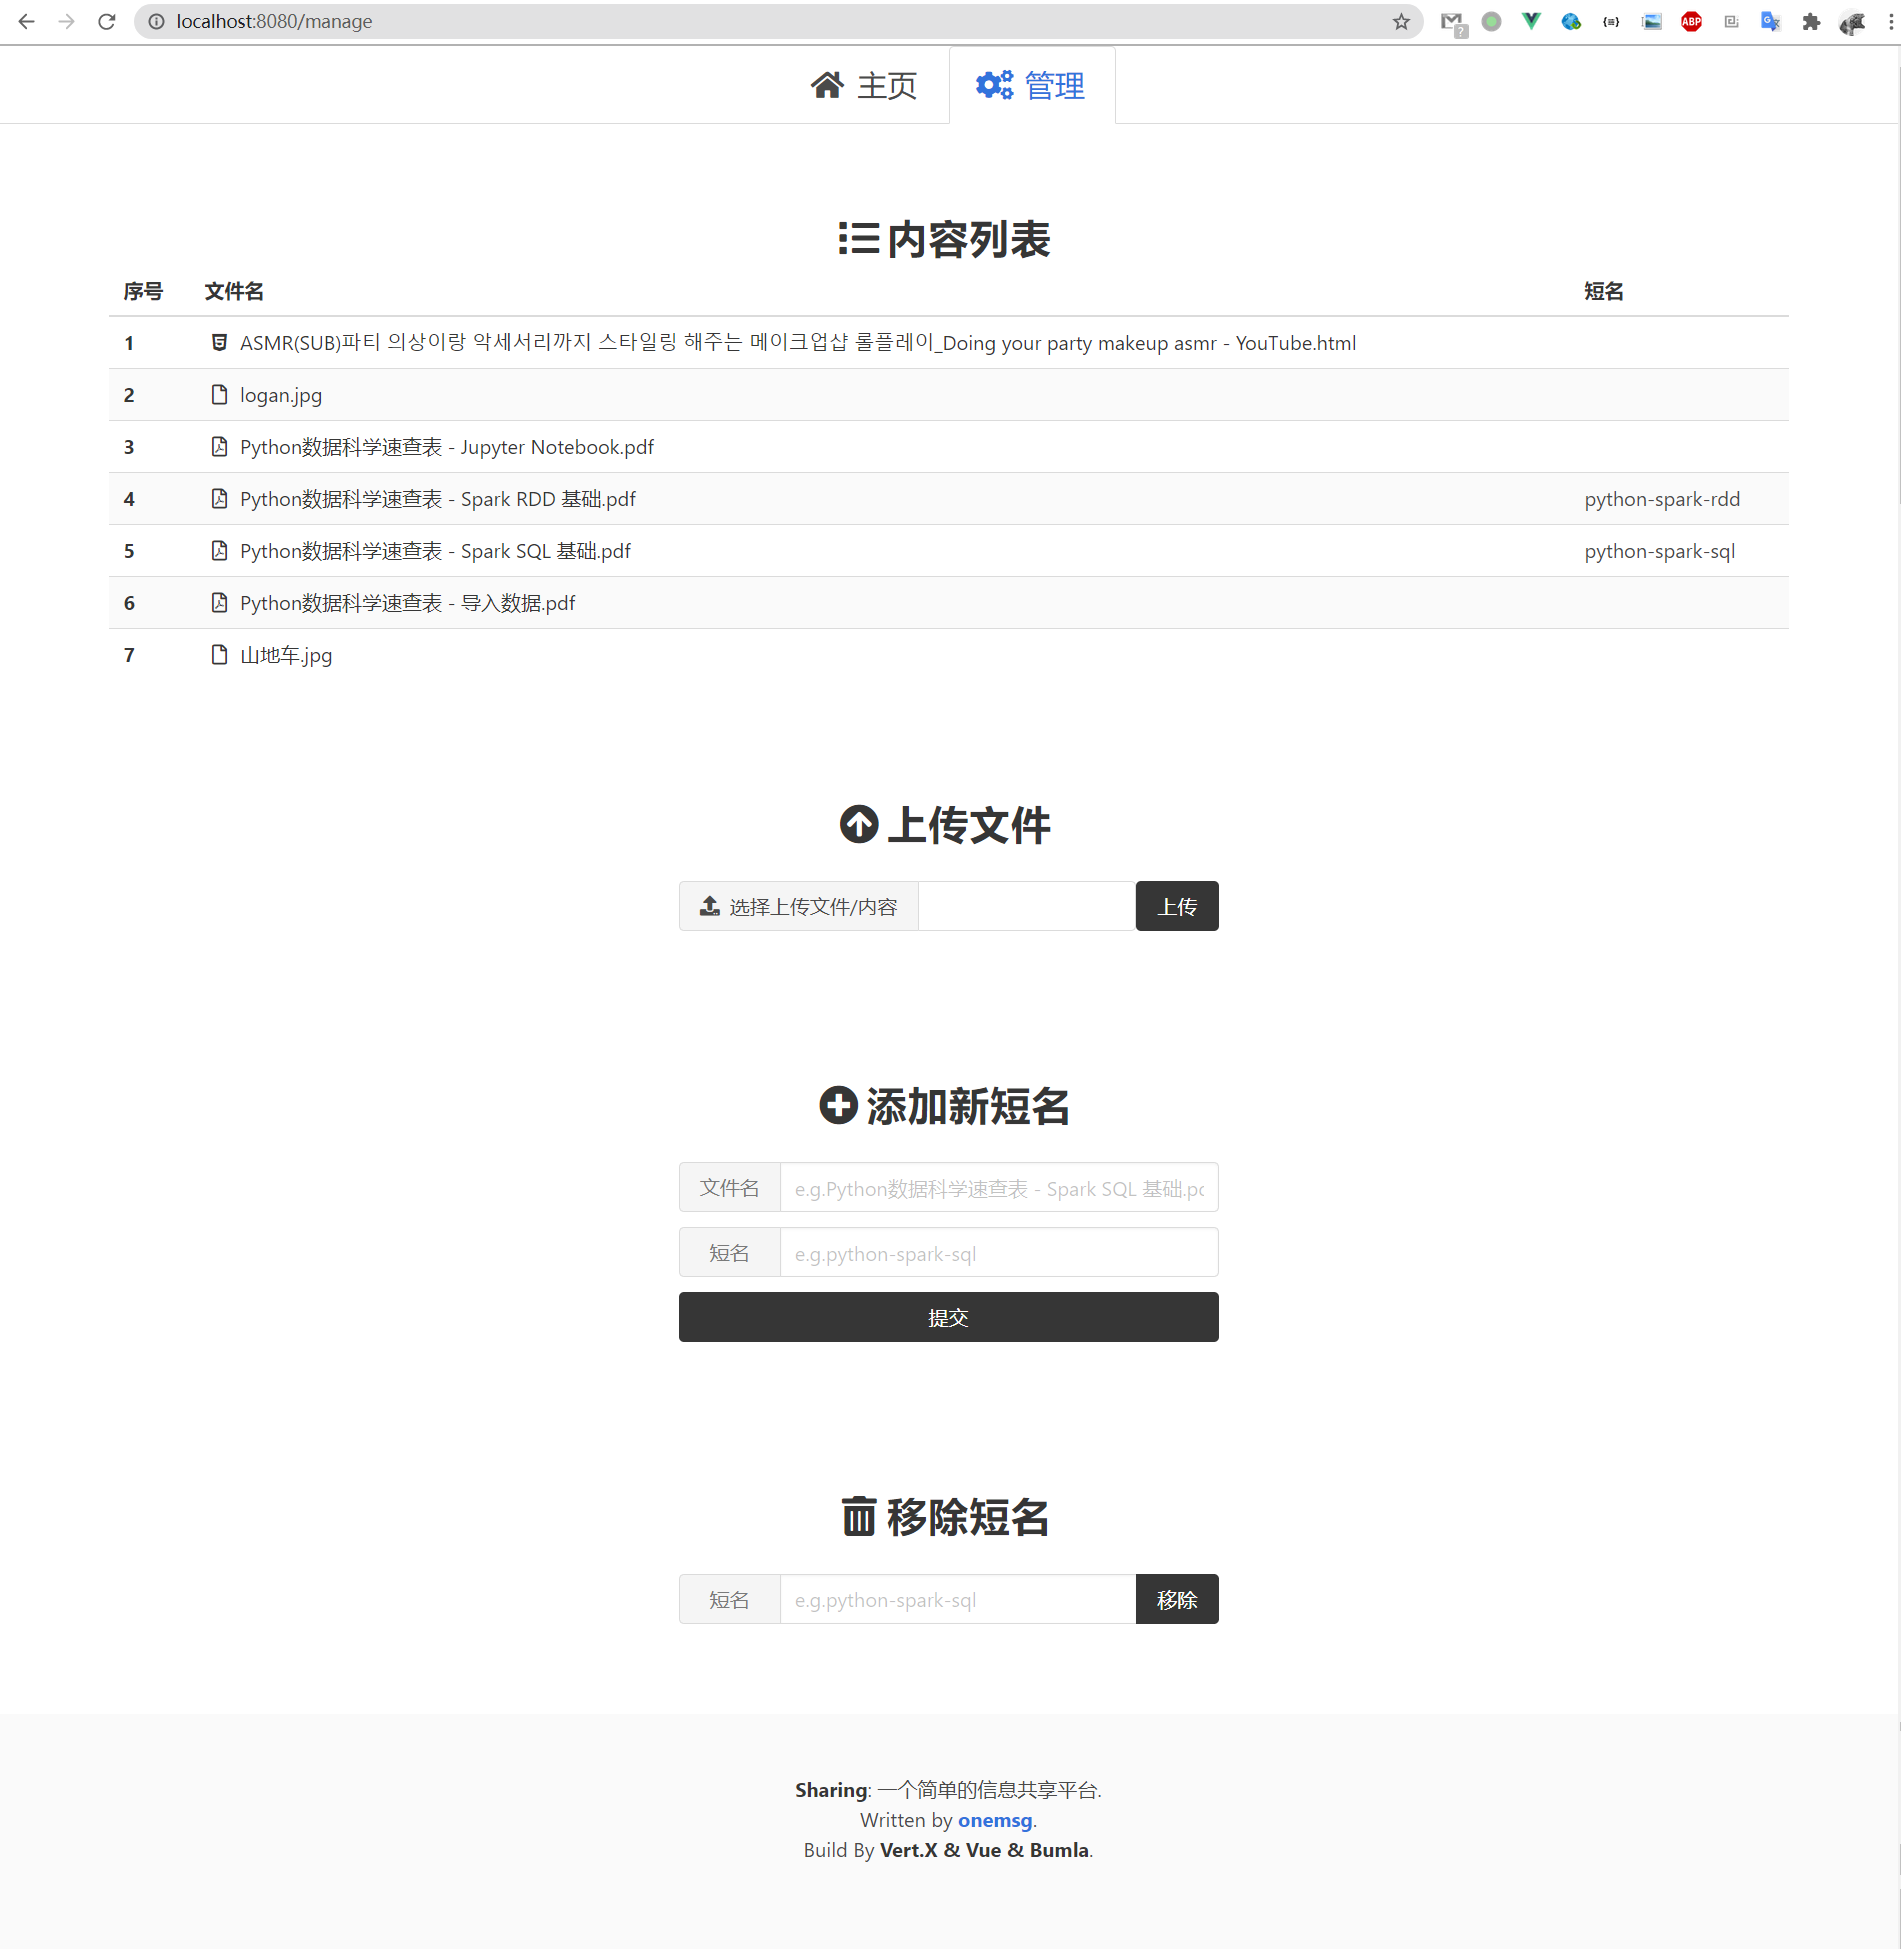 localhost:8080/manage
主页 管理
内容列表
序号 文件名 短名
1 ASMR(SUB)파티 의상이랑 악세서리까지 스타일링 해주는 메이크업샵 롤플레이_Doing your party makeup asmr - YouTube.html
2 logan.jpg
3 Python数据科学速查表 - Jupyter Notebook.pdf
4 Python数据科学速查表 - Spark RDD 基础.pdf python-spark-rdd
5 Python数据科学速查表 - Spark SQL 基础.pdf python-spark-sql
6 Python数据科学速查表 - 导入数据.pdf
7 山地车.jpg
上传文件
选择上传文件/内容 上传
添加新短名
文件名 e.g.Python数据科学速查表 - Spark SQL 基础.pc
短名 e.g.python-spark-sql
提交
移除短名
短名 e.g.python-spark-sql 移除
Sharing: 一个简单的信息共享平台.
Written by onemsg.
Build By Vert.X & Vue & Bumla.